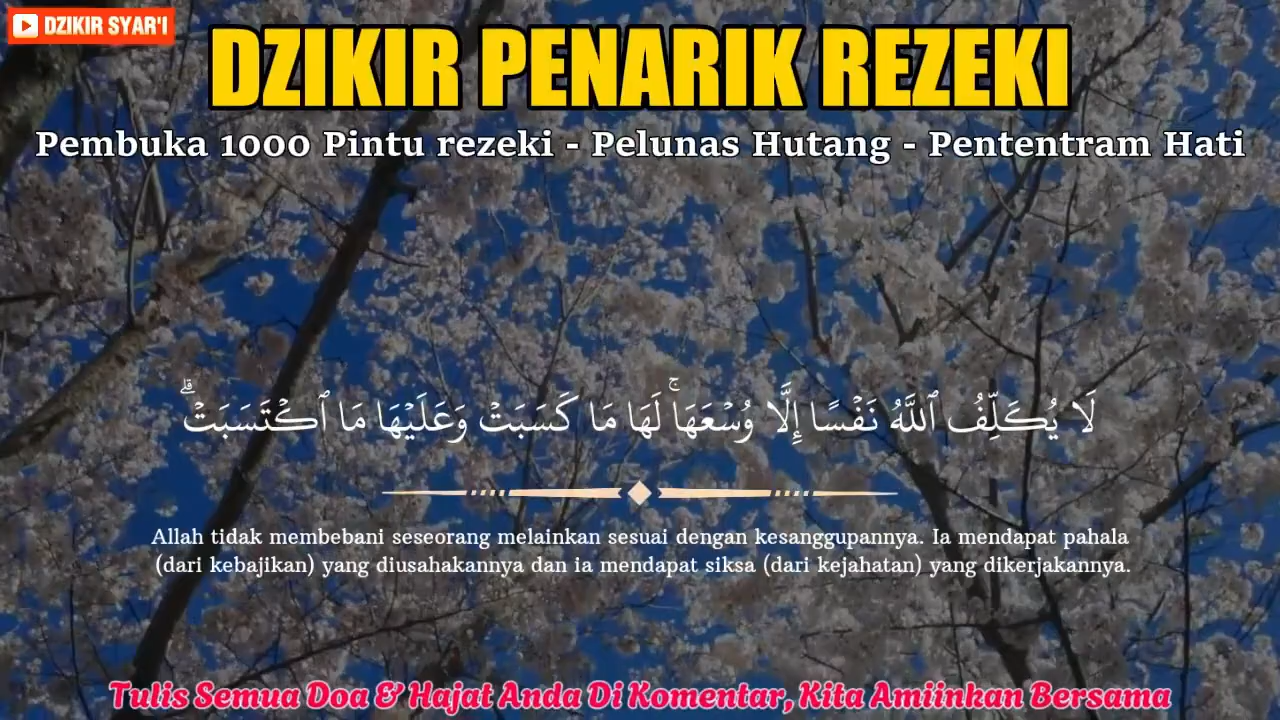 DZIKIR SYAR'I
DZIKIR PENARIK REZEKI
Pembuka 1000 Pintu rezeki - Pelunas Hutang - Pententram Hati
لَا يُكَلِّفُ ٱللَّهُ نَفْسًا إِلَّا وُسْعَهَاۚ لَهَا مَا كَسَبَتْ وَعَلَيْهَا مَا ٱكْتَسَبَتْۗ
Allah tidak membebani seseorang melainkan sesuai dengan kesanggupannya. Ia mendapat pahala
(dari kebajikan) yang diusahakannya dan ia mendapat siksa (dari kejahatan) yang dikerjakannya.
Tulis Semua Doa & Hajat Anda Di Komentar, Kita Amiinkan Bersama